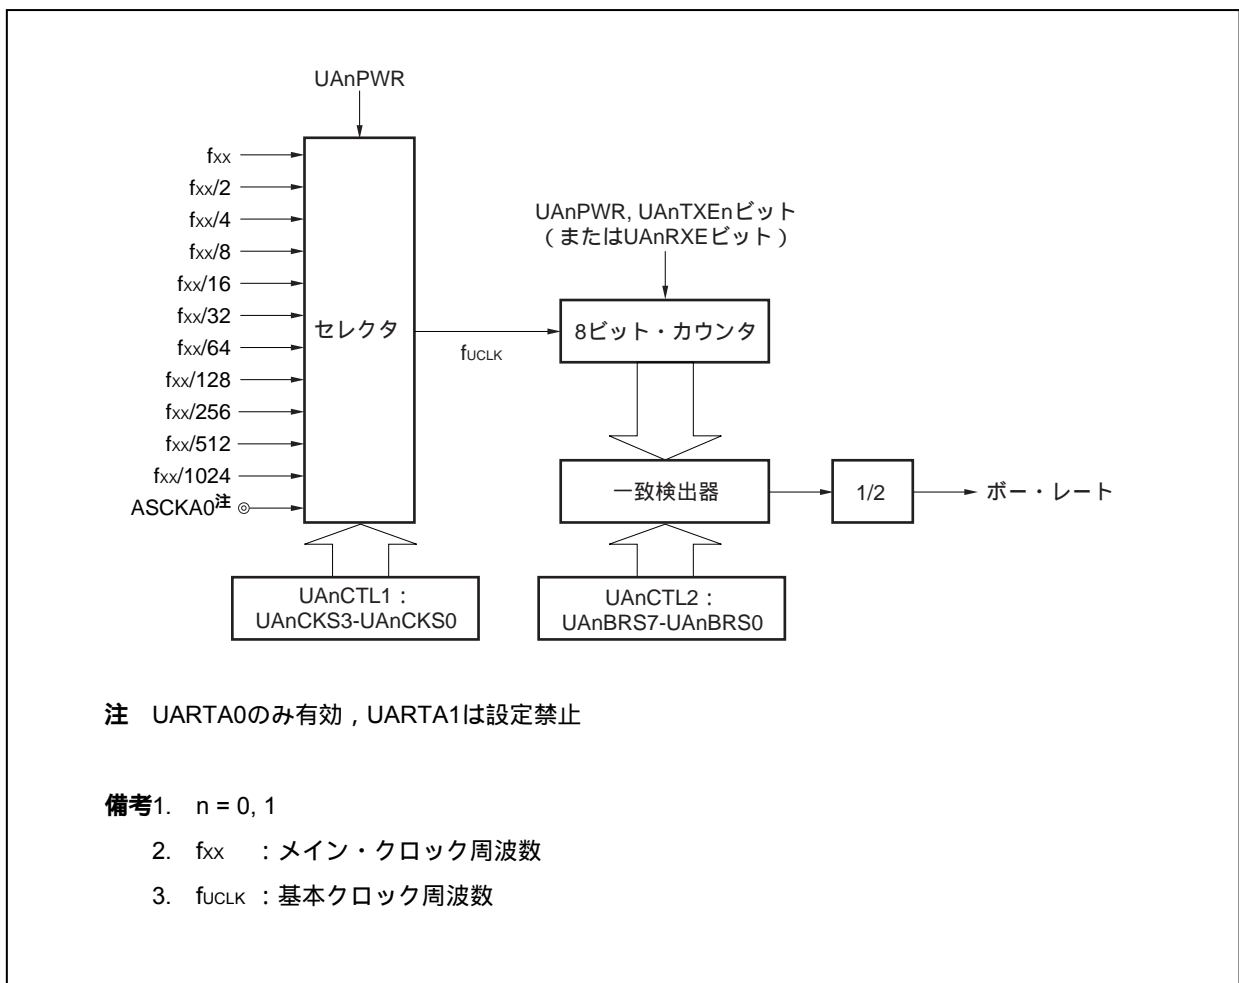 UAnPWR
fxx
fxx/2
fxx/4
fxx/8
fxx/16
fxx/32
fxx/64
fxx/128
fxx/256
fxx/512
fxx/1024
ASCKA0注
セレクタ
fUCLK
UAnPWR, UAnTXEnビット
（またはUAnRXEビット）
8ビット・カウンタ
一致検出器
1/2
ボー・レート
UAnCTL1：
UAnCKS3-UAnCKS0
UAnCTL2：
UAnBRS7-UAnBRS0
注 UARTA0のみ有効，UARTA1は設定禁止
備考1. n = 0, 1
2. fxx ：メイン・クロック周波数
3. fUCLK ：基本クロック周波数